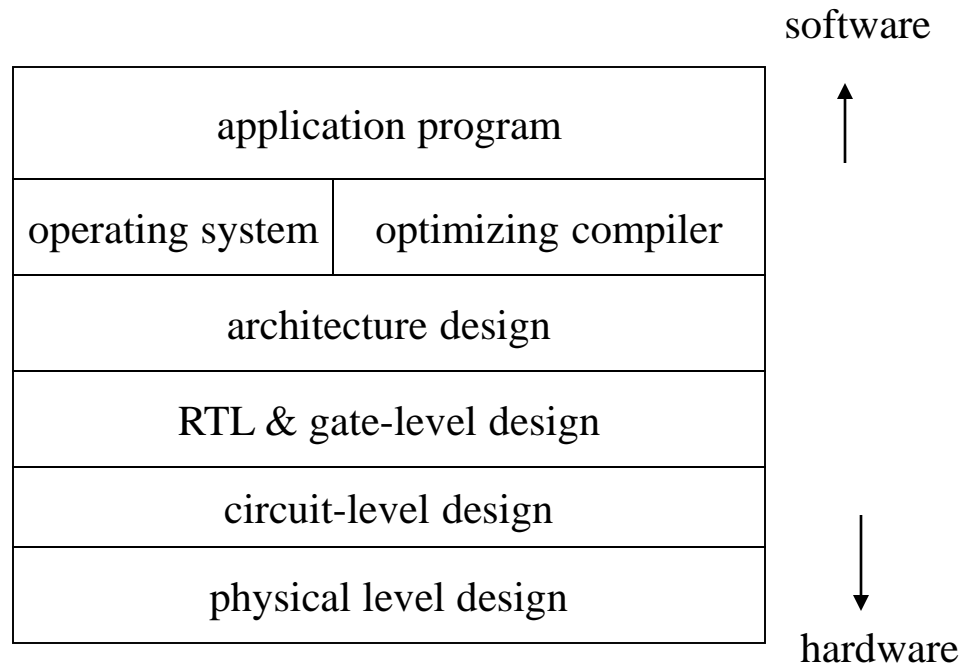 software
application program
operating system
optimizing compiler
architecture design
RTL & gate-level design
circuit-level design
physical level design
hardware